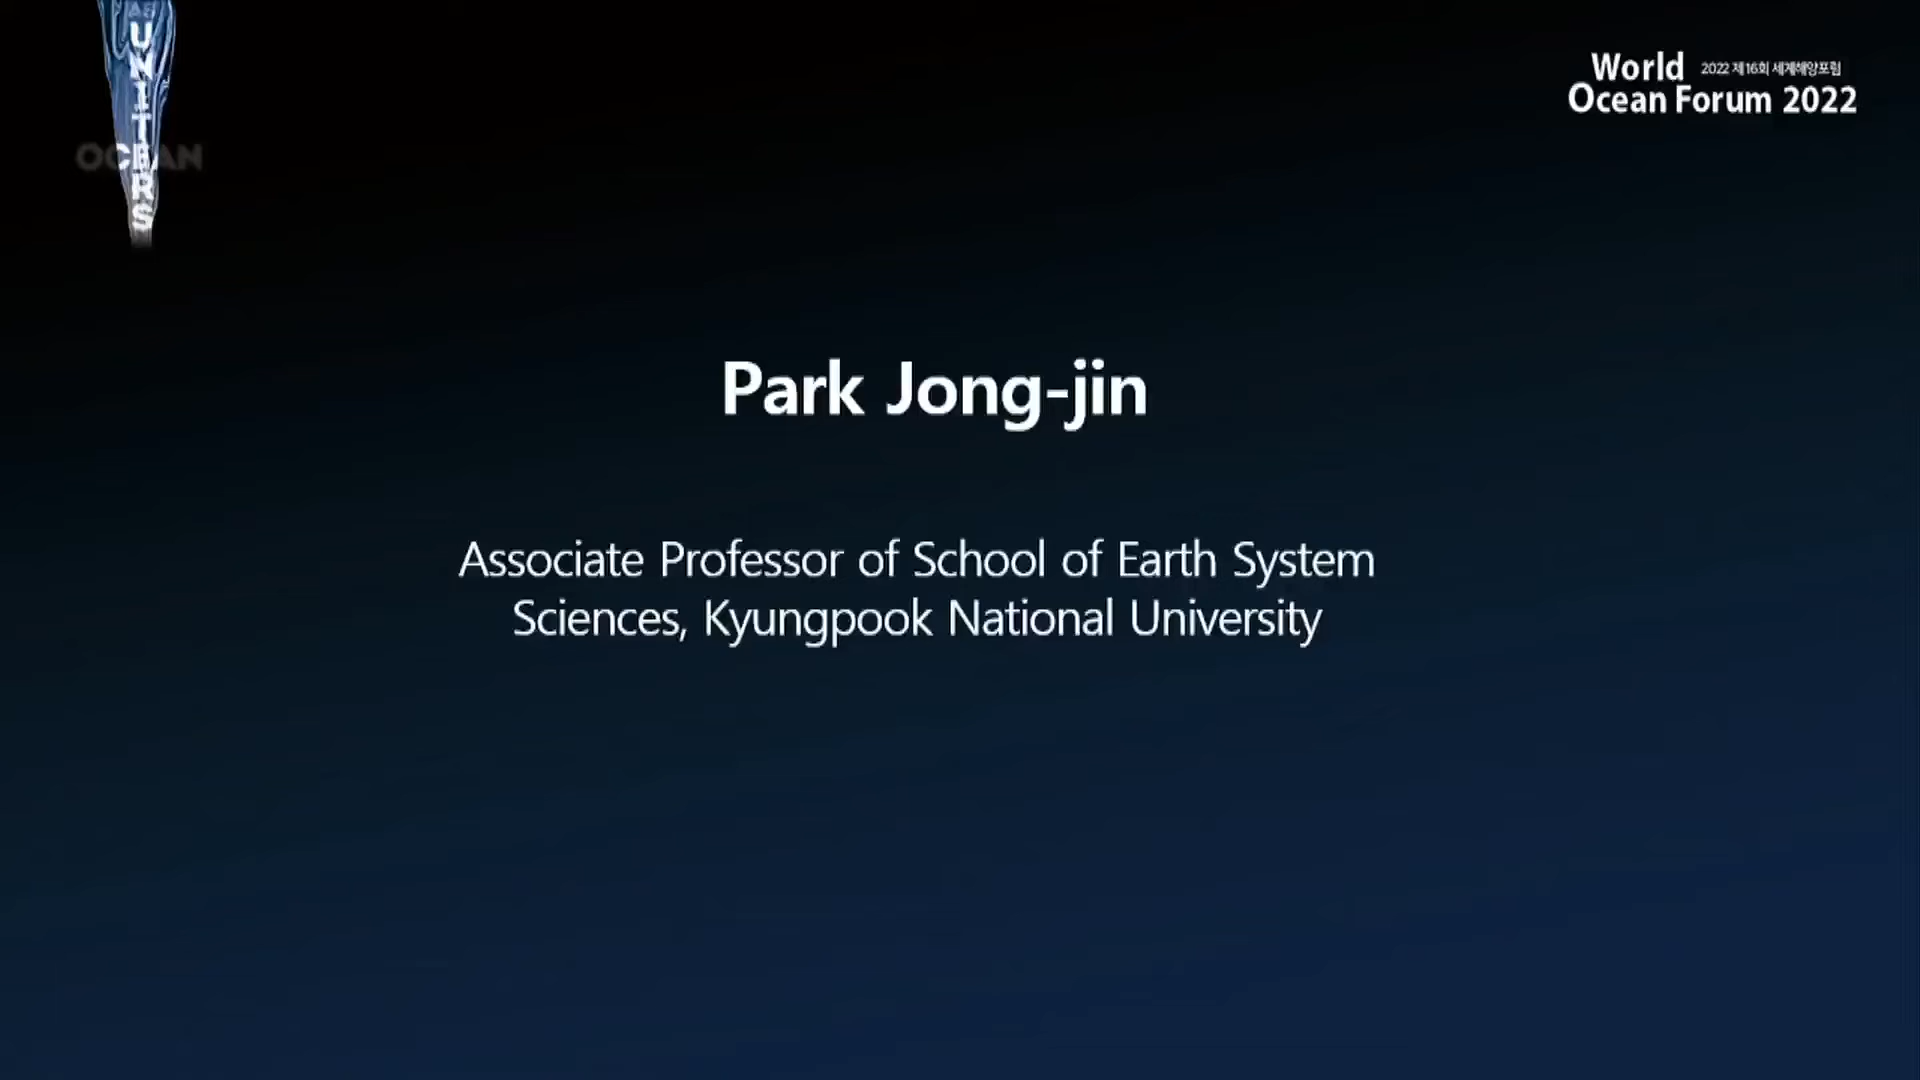 AS
UNITERS
OCEAN
World 2022 제16회 세계해양포럼
Ocean Forum 2022
Park Jong-jin
Associate Professor of School of Earth System
Sciences, Kyungpook National University